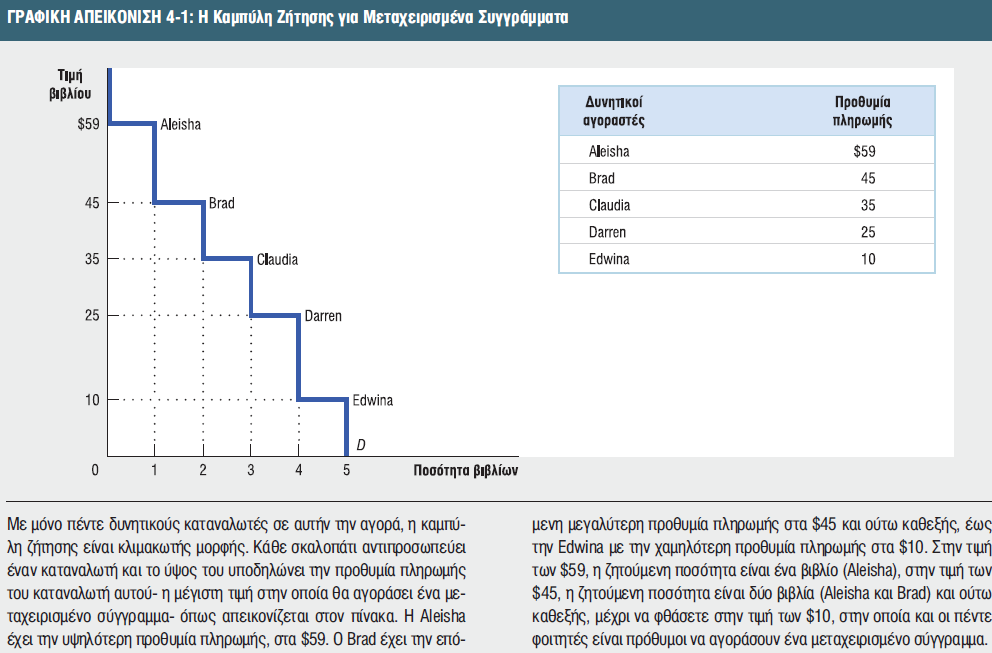 ΓΡΑΦΙΚΗ ΑΠΕΙΚΟΝΙΣΗ 4-1: Η Καμπύλη Ζήτησης για Μεταχειρισμένα Συγγράμματα
Τιμή
βιβλίου
$59
Aleisha
45
Brad
35
Claudia
25
Darren
10
Edwina
D
0 1 2 3 4 5 Ποσότητα βιβλίων
Δυνητικοί αγοραστές
Προθυμία πληρωμής
Aleisha $59
Brad 45
Claudia 35
Darren 25
Edwina 10
Με μόνο πέντε δυνητικούς καταναλωτές σε αυτήν την αγορά, η καμπύ-
λη ζήτησης είναι κλιμακωτής μορφής. Κάθε σκαλοπάτι αντιπροσωπεύει
έναν καταναλωτή και το ύψος του υποδηλώνει την προθυμία πληρωμής
του καταναλωτή αυτού- η μέγιστη τιμή στην οποία θα αγοράσει ένα με-
ταχειρισμένο σύγγραμμα- όπως απεικονίζεται στον πίνακα. Η Aleisha
έχει την υψηλότερη προθυμία πληρωμής, στα $59. Ο Brad έχει την επό-
μενη μεγαλύτερη προθυμία πληρωμής στα $45 και ούτω καθεξής, έως
την Edwina με την χαμηλότερη προθυμία πληρωμής στα $10. Στην τιμή
των $59, η ζητούμενη ποσότητα είναι ένα βιβλίο (Aleisha), στην τιμή των
$45, η ζητούμενη ποσότητα είναι δύο βιβλία (Aleisha και Brad) και ούτω
καθεξής, μέχρι να φθάσετε στην τιμή των $10, στην οποία και οι πέντε
φοιτητές είναι πρόθυμοι να αγοράσουν ένα μεταχειρισμένο σύγγραμμα.